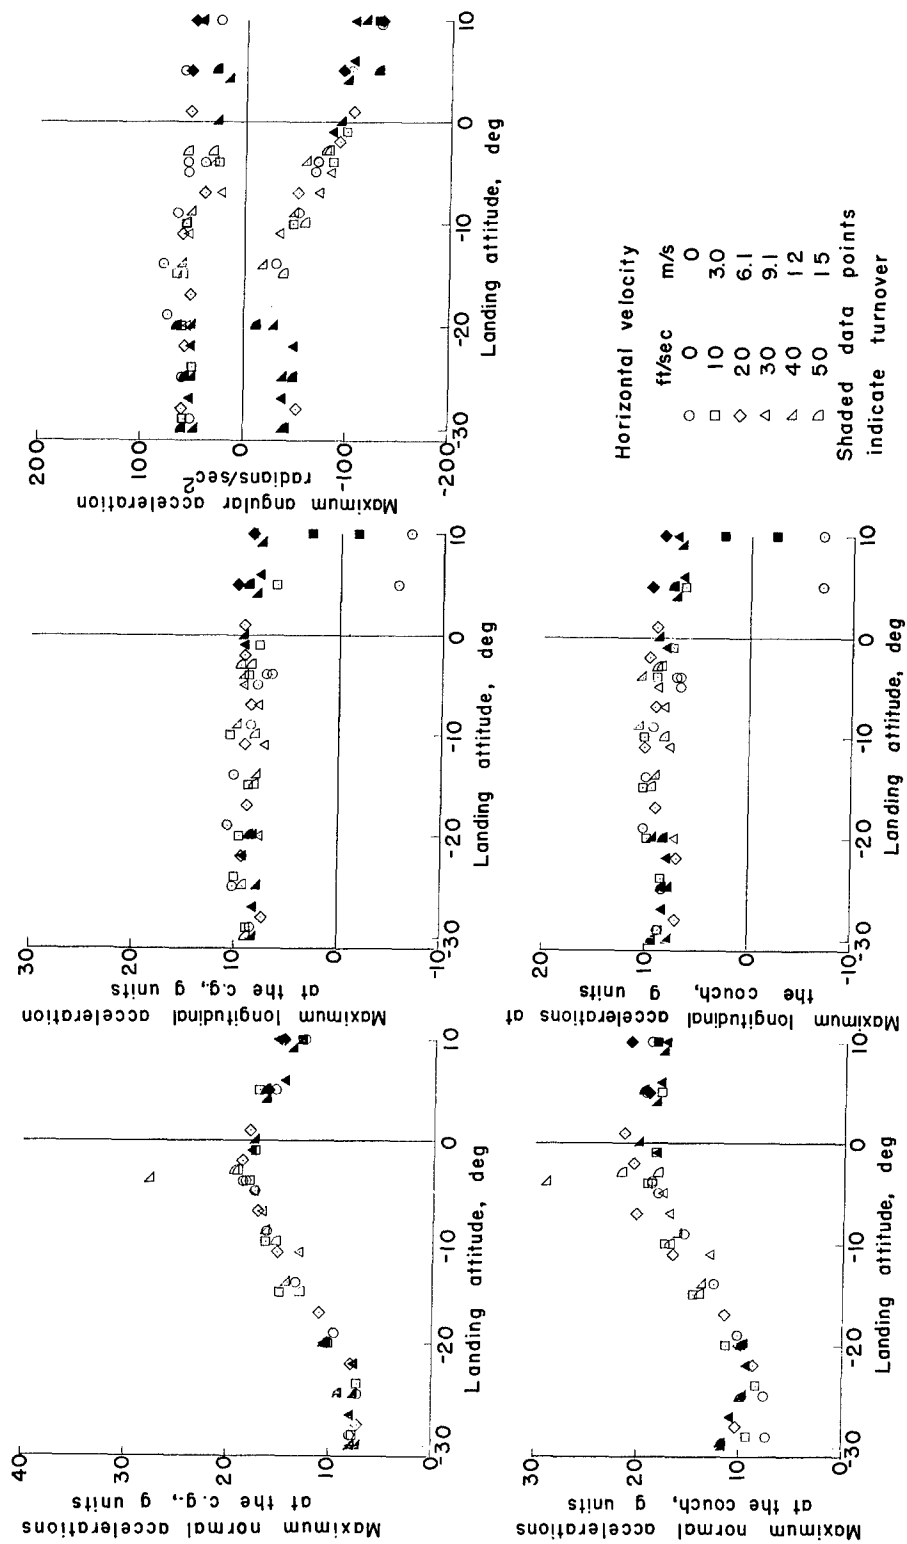 Maximum normal accelerations
at the c.g., g units
40
30
20
10
0
-30
-20
-10
0
10
Landing attitude, deg
Maximum longitudinal acceleration
at the c.g., g units
30
20
10
0
-10
-30
-20
-10
0
10
Landing attitude, deg
Maximum angular acceleration
radians/sec²
200
100
0
-100
-200
-30
-20
-10
0
10
Landing attitude, deg
Maximum normal accelerations
at the couch, g units
30
20
10
0
-30
-20
-10
0
10
Landing attitude, deg
Maximum longitudinal accelerations at
the couch, g units
20
10
0
-10
-30
-20
-10
0
10
Landing attitude, deg
Horizontal velocity
ft/sec m/s
0 0
10 3.0
20 6.1
30 9.1
40 12
50 15
Shaded data points
indicate turnover